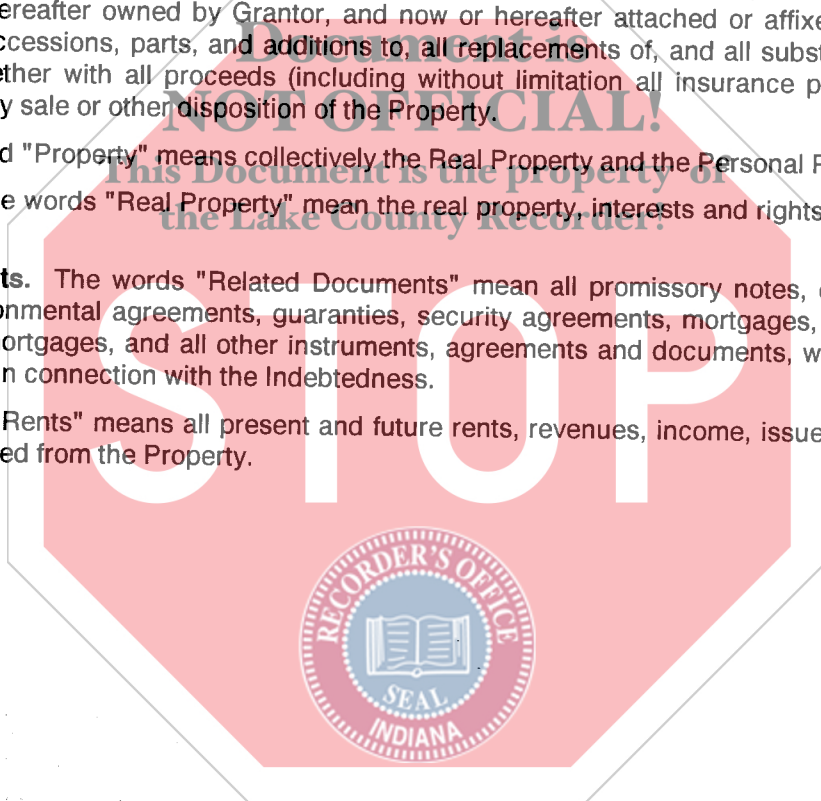 ereafter owned by Grantor, and now or hereafter attached or affixe
ccessions, parts, and additions to, all replacements of, and all subst
ether with all proceeds (including without limitation all insurance p
y sale or other disposition of the Property.
d "Property" means collectively the Real Property and the Personal P
e words "Real Property" mean the real property, interests and rights
ts. The words "Related Documents" mean all promissory notes,
onmental agreements, guaranties, security agreements, mortgages,
ortgages, and all other instruments, agreements and documents, w
n connection with the Indebtedness.
Rents" means all present and future rents, revenues, income, issue
ed from the Property.
Document is
NOT OFFICIAL!
This Document is the property of
the Lake County Recorder!
STOP
RECORDER'S OFFICE
SEAL
INDIANA